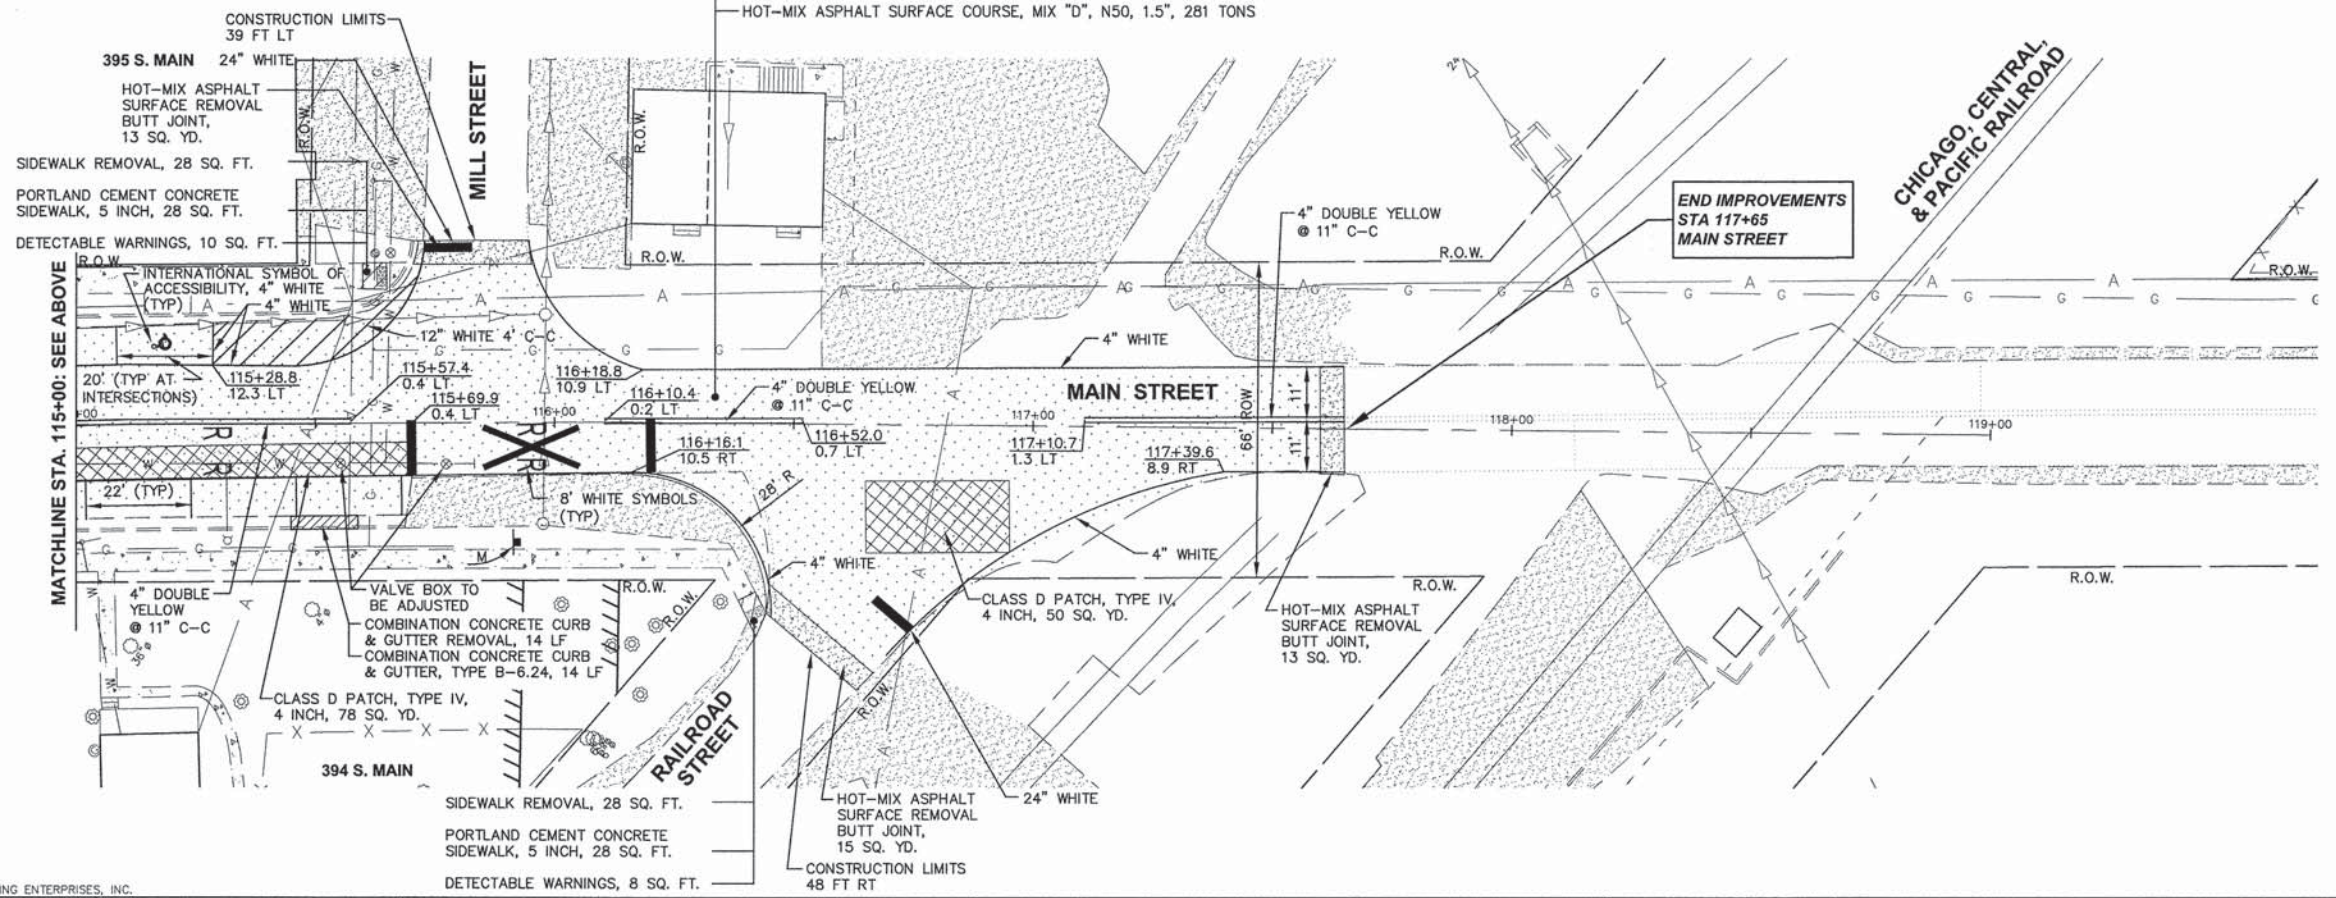 HOT-MIX ASPHALT SURFACE COURSE, MIX "D", N50, 1.5", 281 TONS
CONSTRUCTION LIMITS
39 FT LT
395 S. MAIN
24" WHITE
HOT-MIX ASPHALT
SURFACE REMOVAL
BUTT JOINT,
13 SQ. YD.
SIDEWALK REMOVAL, 28 SQ. FT.
PORTLAND CEMENT CONCRETE
SIDEWALK, 5 INCH, 28 SQ. FT.
DETECTABLE WARNINGS, 10 SQ. FT.
R.O.W.
R.O.W.
MILL STREET
R.O.W.
R.O.W.
4" DOUBLE YELLOW
@ 11" C-C
END IMPROVEMENTS
STA 117+65
MAIN STREET
R.O.W.
CHICAGO, CENTRAL,
& PACIFIC RAILROAD
R.O.W.
MATCHLINE STA. 115+00: SEE ABOVE
INTERNATIONAL SYMBOL OF
ACCESSIBILITY, 4" WHITE
(TYP)
4" WHITE
12" WHITE 4' C-C
20' (TYP AT
INTERSECTIONS)
115+28.8
12.3 LT
115+57.4
0.4 LT
115+69.9
0.4 LT
116+18.8
10.9 LT
116+00
116+10.4
0.2 LT
4" DOUBLE YELLOW
@ 11" C-C
4" WHITE
MAIN STREET
66' ROW
11'
11'
+00
R R
R R
116+16.1
10.5 RT
116+52.0
0.7 LT
117+00
117+10.7
1.3 LT
117+39.6
8.9 RT
118+00
119+00
22' (TYP)
8' WHITE SYMBOLS
(TYP)
28' R
M
4" WHITE
4" WHITE
CLASS D PATCH, TYPE IV,
4 INCH, 50 SQ. YD.
HOT-MIX ASPHALT
SURFACE REMOVAL
BUTT JOINT,
13 SQ. YD.
R.O.W.
R.O.W.
4" DOUBLE
YELLOW
@ 11" C-C
VALVE BOX TO
BE ADJUSTED
COMBINATION CONCRETE CURB
& GUTTER REMOVAL, 14 LF
COMBINATION CONCRETE CURB
& GUTTER, TYPE B-6.24, 14 LF
CLASS D PATCH, TYPE IV,
4 INCH, 78 SQ. YD.
R.O.W.
R.O.W.
R.O.W.
394 S. MAIN
RAILROAD
STREET
SIDEWALK REMOVAL, 28 SQ. FT.
PORTLAND CEMENT CONCRETE
SIDEWALK, 5 INCH, 28 SQ. FT.
DETECTABLE WARNINGS, 8 SQ. FT.
HOT-MIX ASPHALT
SURFACE REMOVAL
BUTT JOINT,
15 SQ. YD.
24" WHITE
CONSTRUCTION LIMITS
48 FT RT
ING ENTERPRISES, INC.